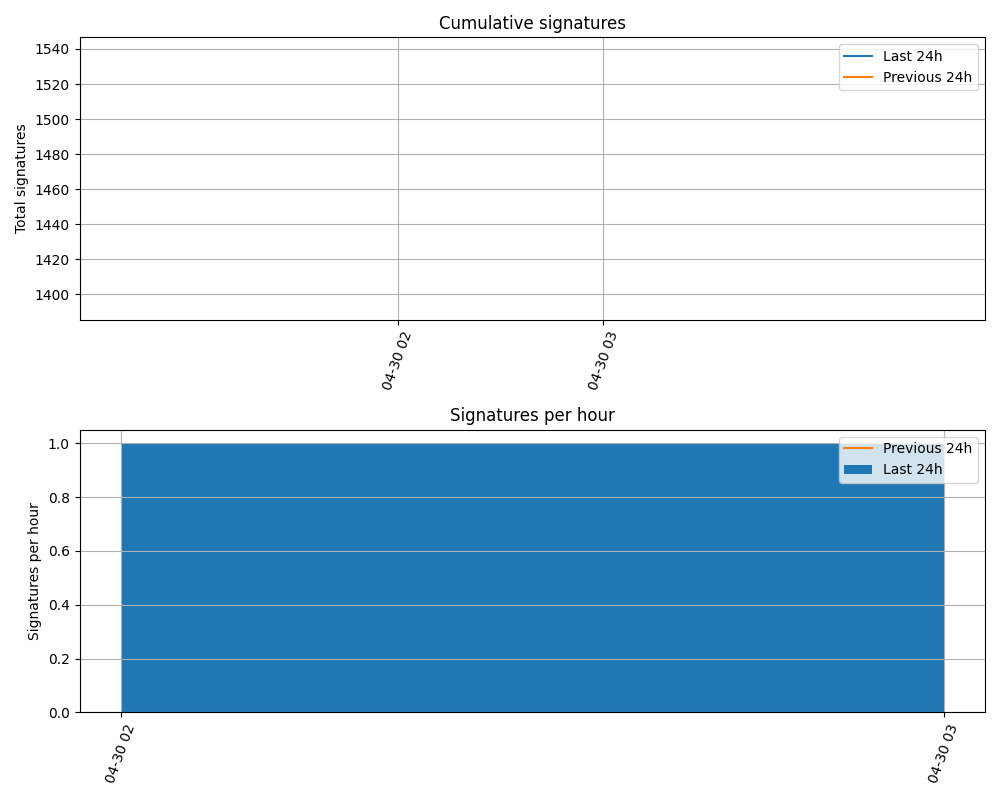 Cumulative signatures
Total signatures
1540
1520
1500
1480
1460
1440
1420
1400
Last 24h
Previous 24h
04-30 02
04-30 03
Signatures per hour
Signatures per hour
1.0
0.8
0.6
0.4
0.2
0.0
Previous 24h
Last 24h
04-30 02
04-30 03